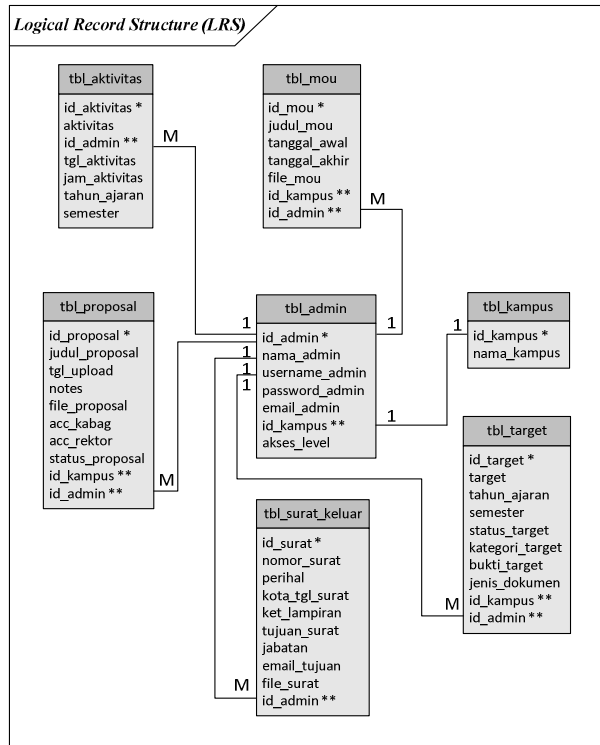 Logical Record Structure (LRS)
tbl_aktivitas
id_aktivitas *
aktivitas
id_admin **
tgl_aktivitas
jam_aktivitas
tahun_ajaran
semester
M
tbl_mou
id_mou *
judul_mou
tanggal_awal
tanggal_akhir
file_mou
id_kampus **
id_admin **
M
tbl_proposal
id_proposal *
judul_proposal
tgl_upload
notes
file_proposal
acc_kabag
acc_rektor
status_proposal
id_kampus **
id_admin **
M
1
1
1
1
tbl_admin
id_admin *
nama_admin
username_admin
password_admin
email_admin
id_kampus **
akses_level
1
1
1
tbl_kampus
id_kampus *
nama_kampus
tbl_target
id_target *
target
tahun_ajaran
semester
status_target
kategori_target
bukti_target
jenis_dokumen
id_kampus **
id_admin **
M
tbl_surat_keluar
id_surat *
nomor_surat
perihal
kota_tgl_surat
ket_lampiran
tujuan_surat
jabatan
email_tujuan
file_surat
id_admin **
M